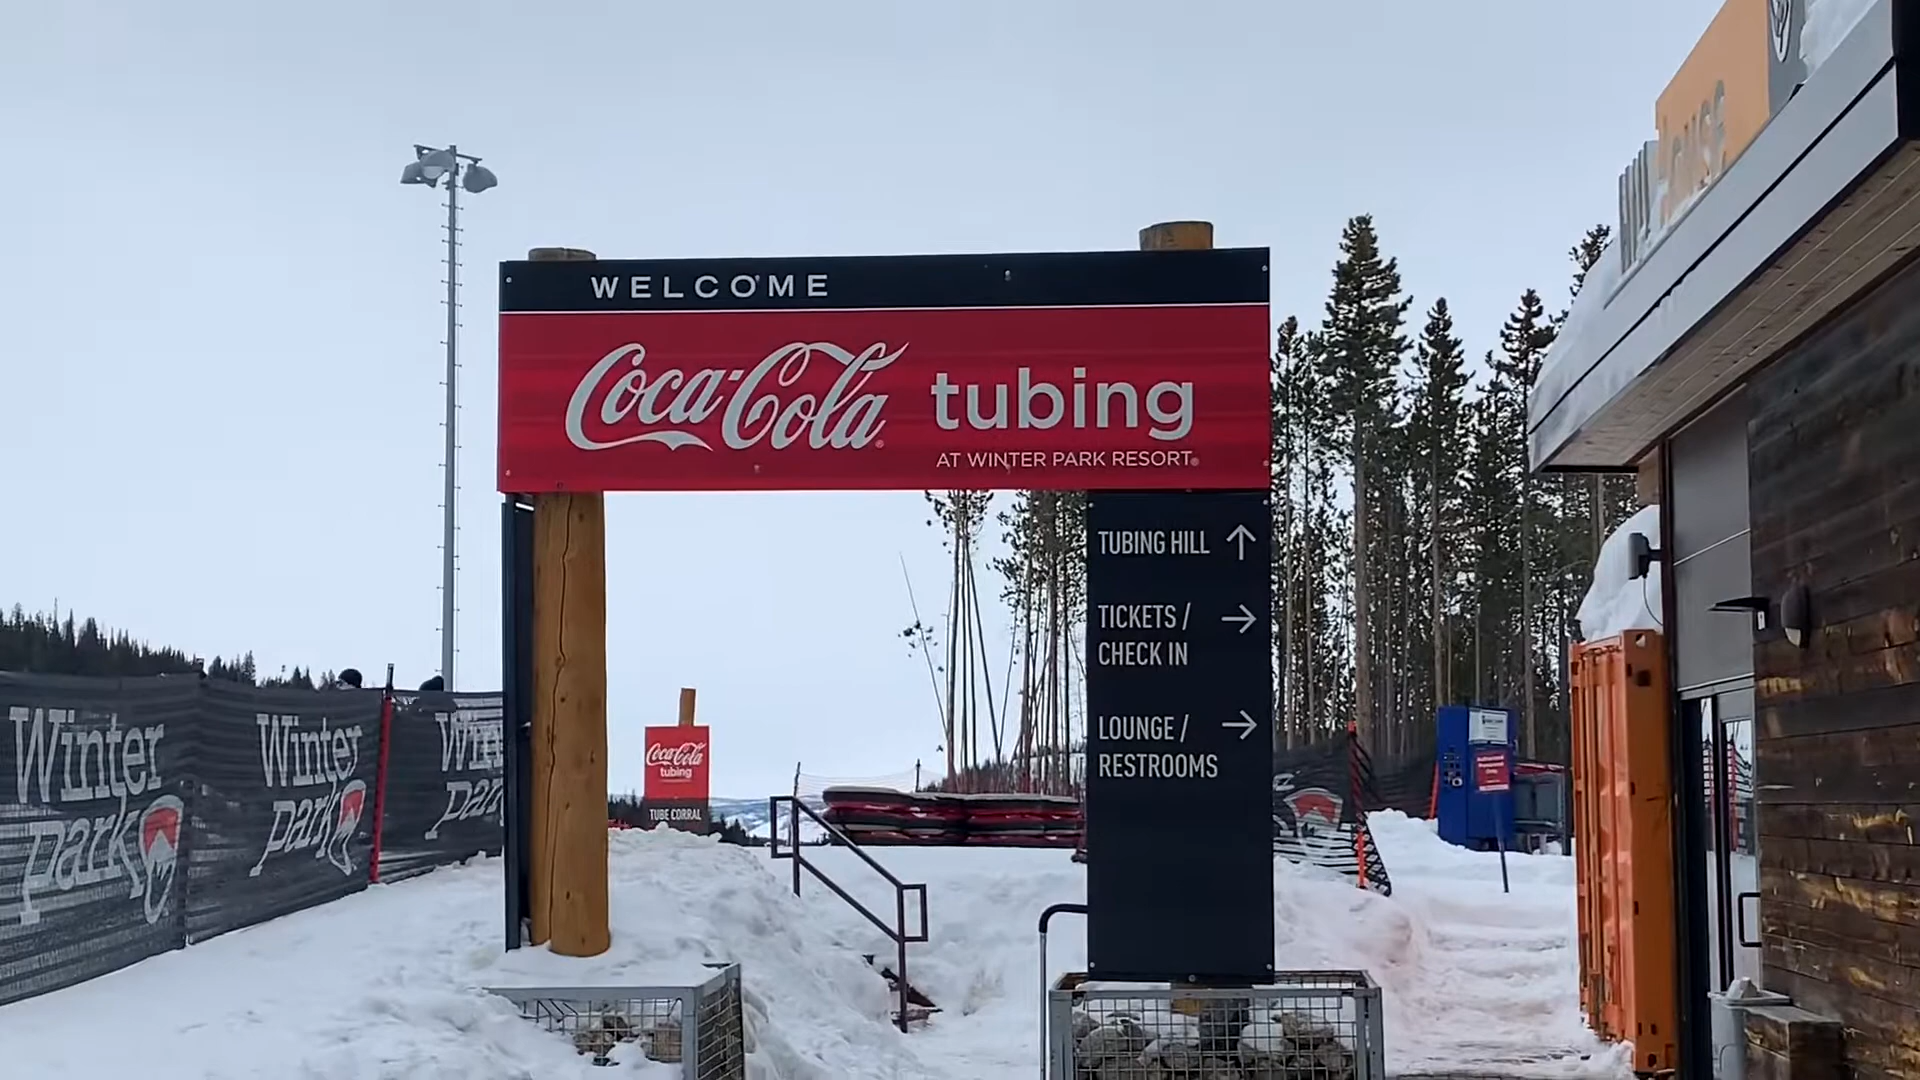 WELCOME
Coca-Cola tubing
AT WINTER PARK RESORT
TUBING HILL
TICKETS /
CHECK IN
LOUNGE /
RESTROOMS
Winter
park
Winter
park
Coca-Cola
tubing
TUBE CORRAL
HOUSE